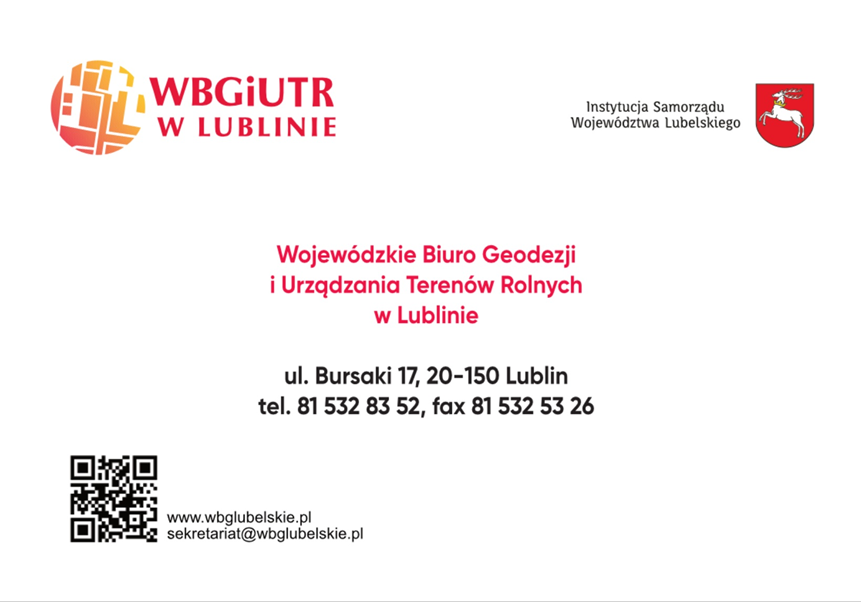 WBGiUTR
W LUBLINIE
Instytucja Samorządu
Województwa Lubelskiego
Wojewódzkie Biuro Geodezji
i Urządzania Terenów Rolnych
w Lublinie
ul. Bursaki 17, 20-150 Lublin
tel. 81 532 83 52, fax 81 532 53 26
www.wbglubelskie.pl
sekretariat@wbglubelskie.pl